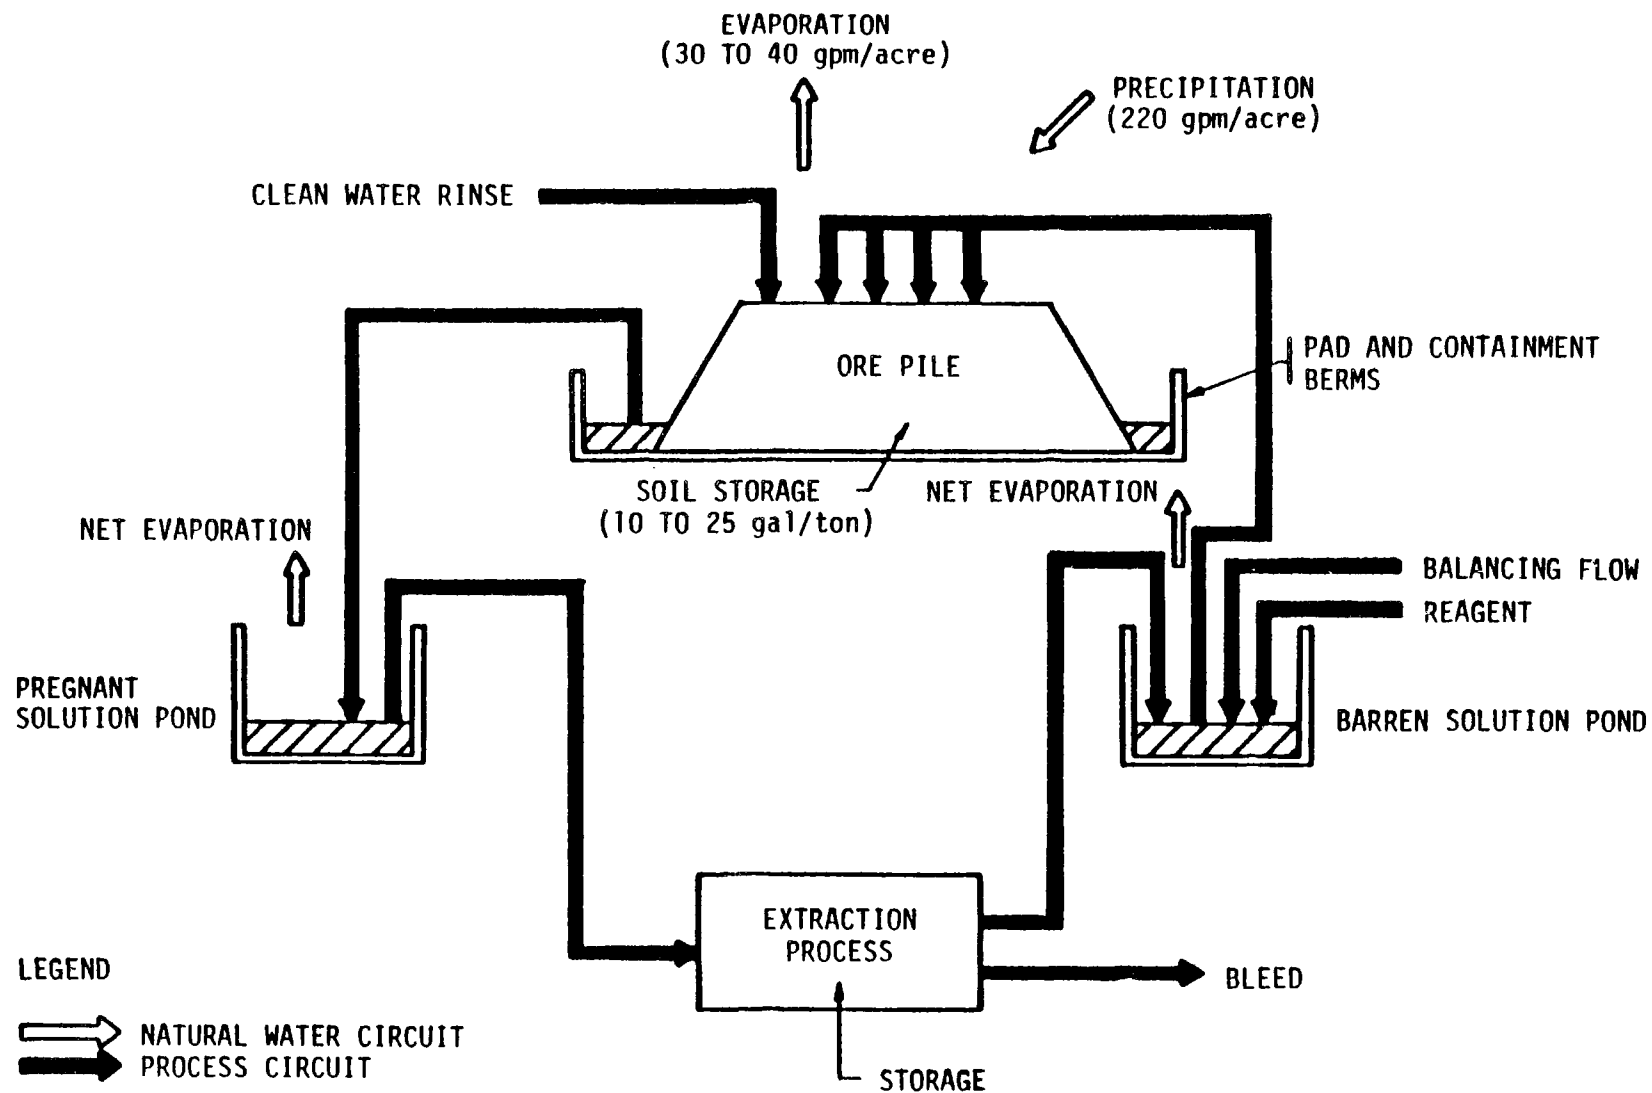 EVAPORATION
(30 TO 40 gpm/acre)
PRECIPITATION
(220 gpm/acre)
CLEAN WATER RINSE
ORE PILE
PAD AND CONTAINMENT
BERMS
SOIL STORAGE
(10 TO 25 gal/ton)
NET EVAPORATION
NET EVAPORATION
BALANCING FLOW
REAGENT
PREGNANT
SOLUTION POND
BARREN SOLUTION POND
EXTRACTION
PROCESS
BLEED
STORAGE
LEGEND
NATURAL WATER CIRCUIT
PROCESS CIRCUIT